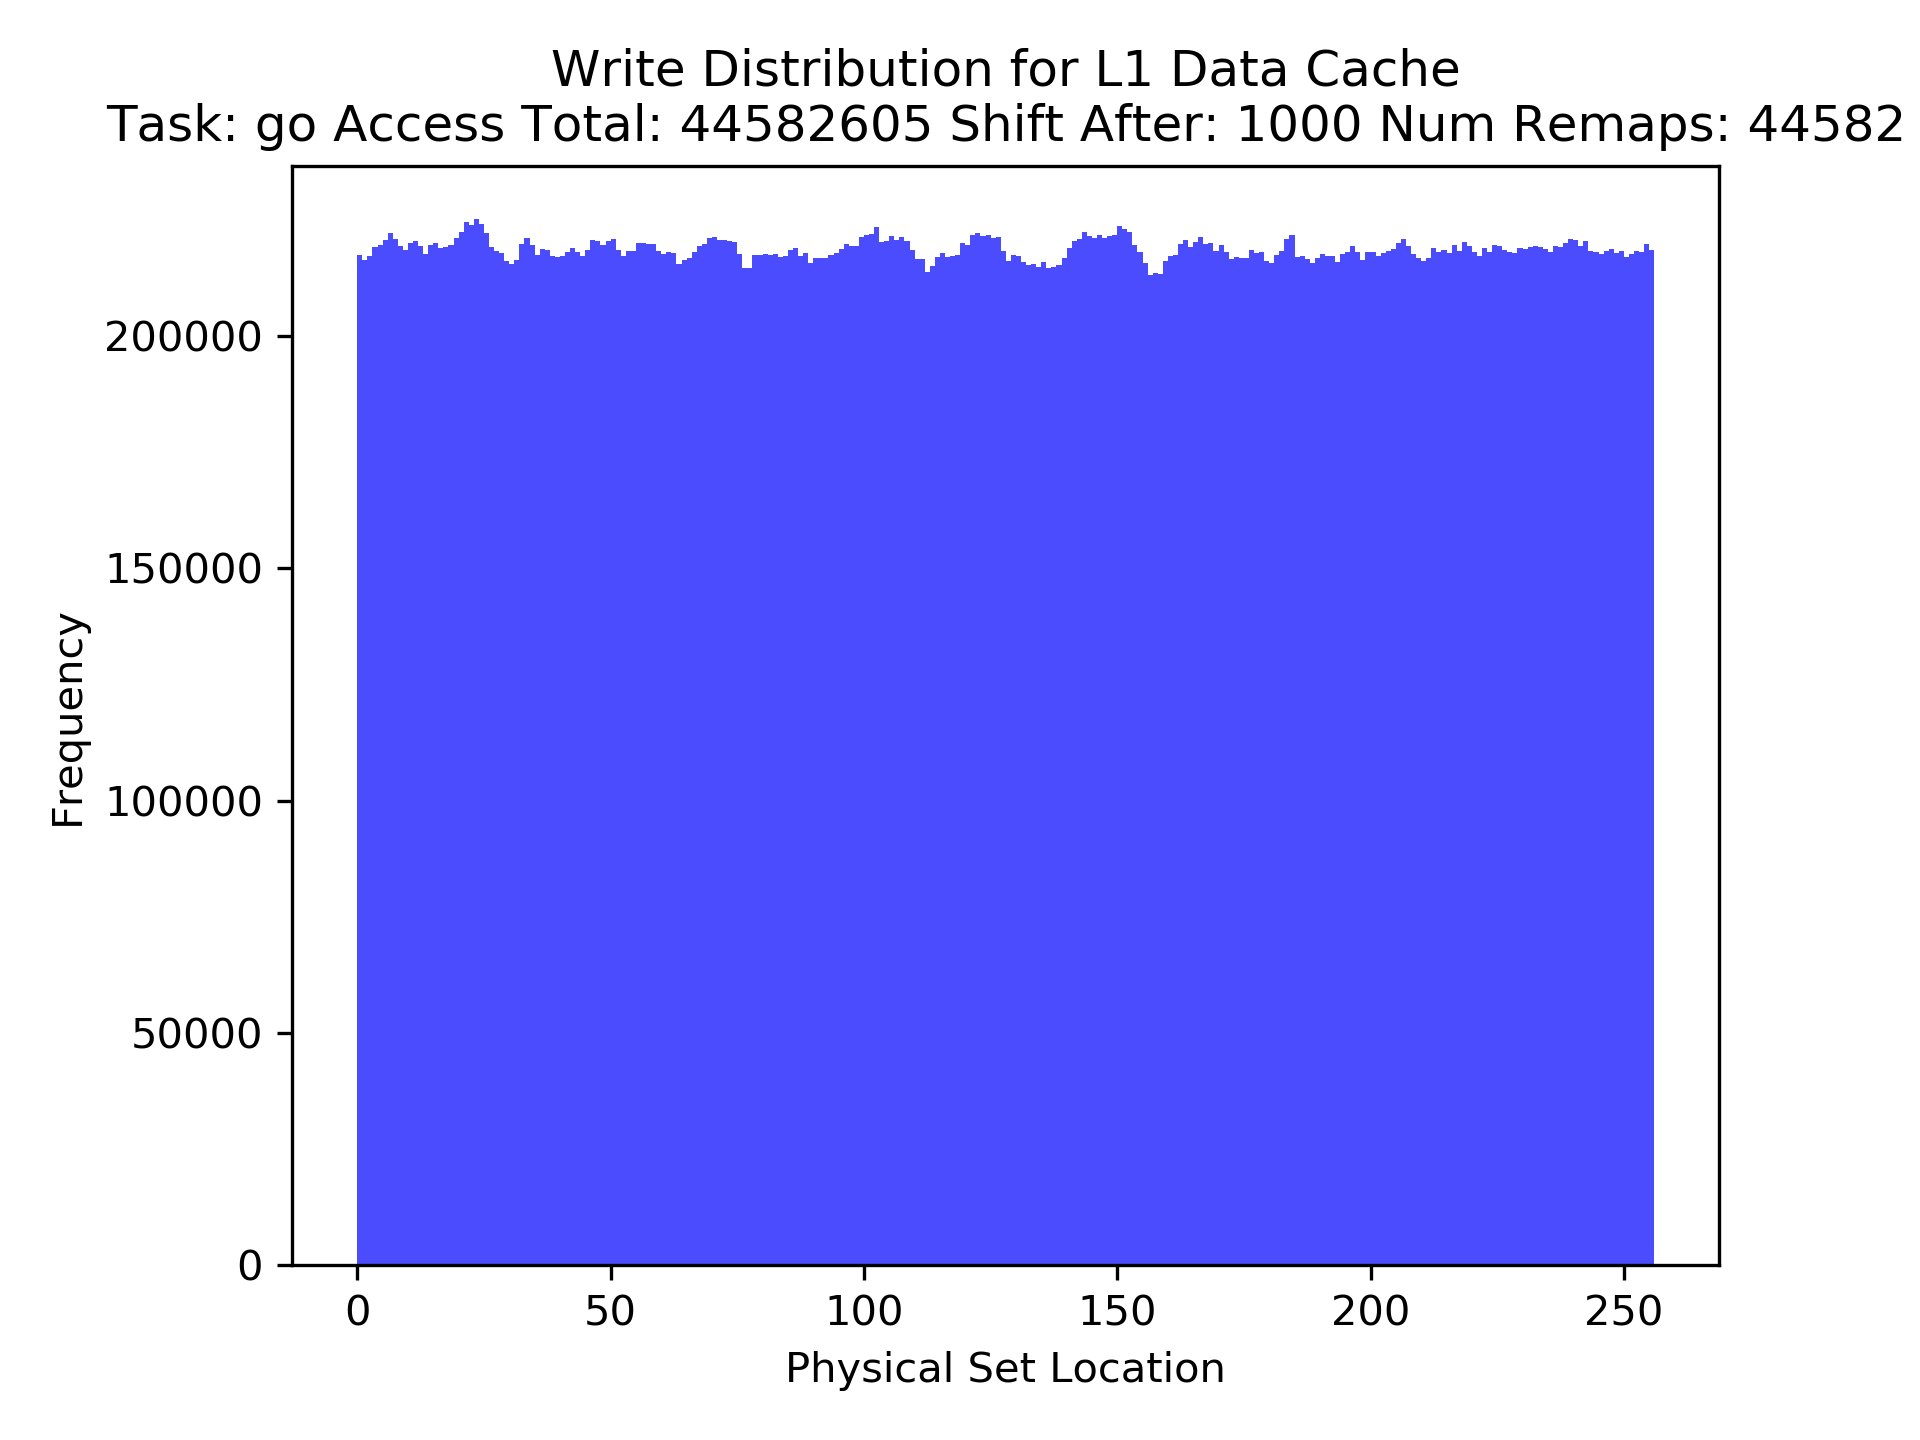 Write Distribution for L1 Data Cache
Task: go Access Total: 44582605 Shift After: 1000 Num Remaps: 44582
200000
150000
100000
50000
0
Frequency
0 50 100 150 200 250
Physical Set Location